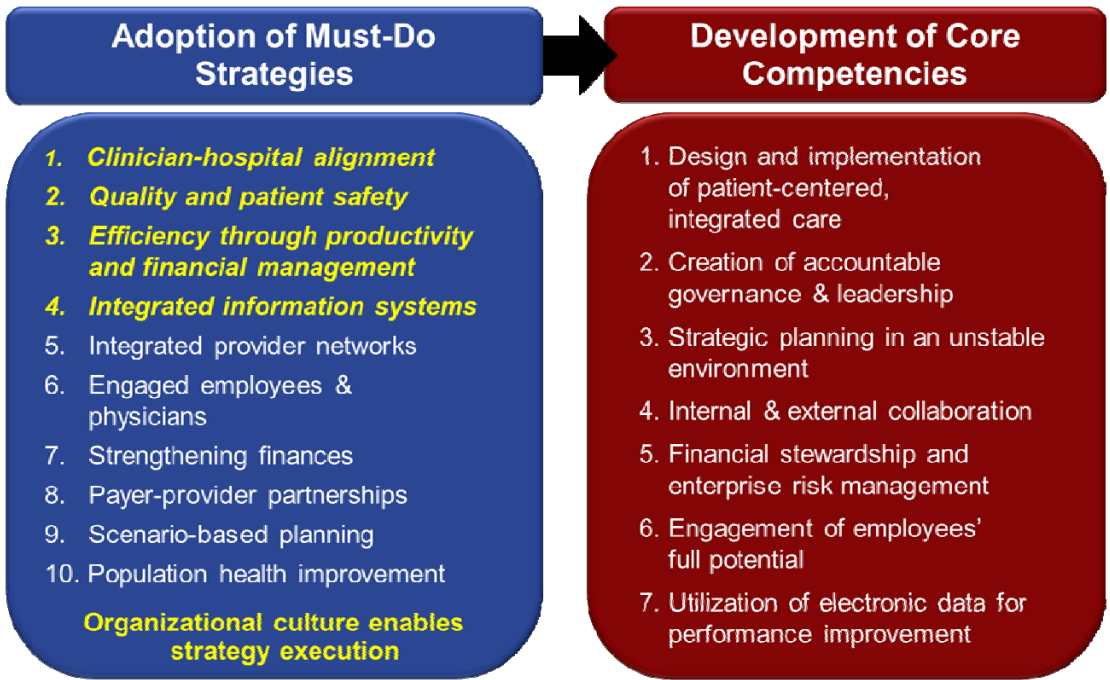 Adoption of Must-Do
Strategies
1. Clinician-hospital alignment
2. Quality and patient safety
3. Efficiency through productivity
and financial management
4. Integrated information systems
5. Integrated provider networks
6. Engaged employees &
physicians
7. Strengthening finances
8. Payer-provider partnerships
9. Scenario-based planning
10. Population health improvement
Organizational culture enables
strategy execution
Development of Core
Competencies
1. Design and implementation
of patient-centered,
integrated care
2. Creation of accountable
governance & leadership
3. Strategic planning in an unstable
environment
4. Internal & external collaboration
5. Financial stewardship and
enterprise risk management
6. Engagement of employees'
full potential
7. Utilization of electronic data for
performance improvement